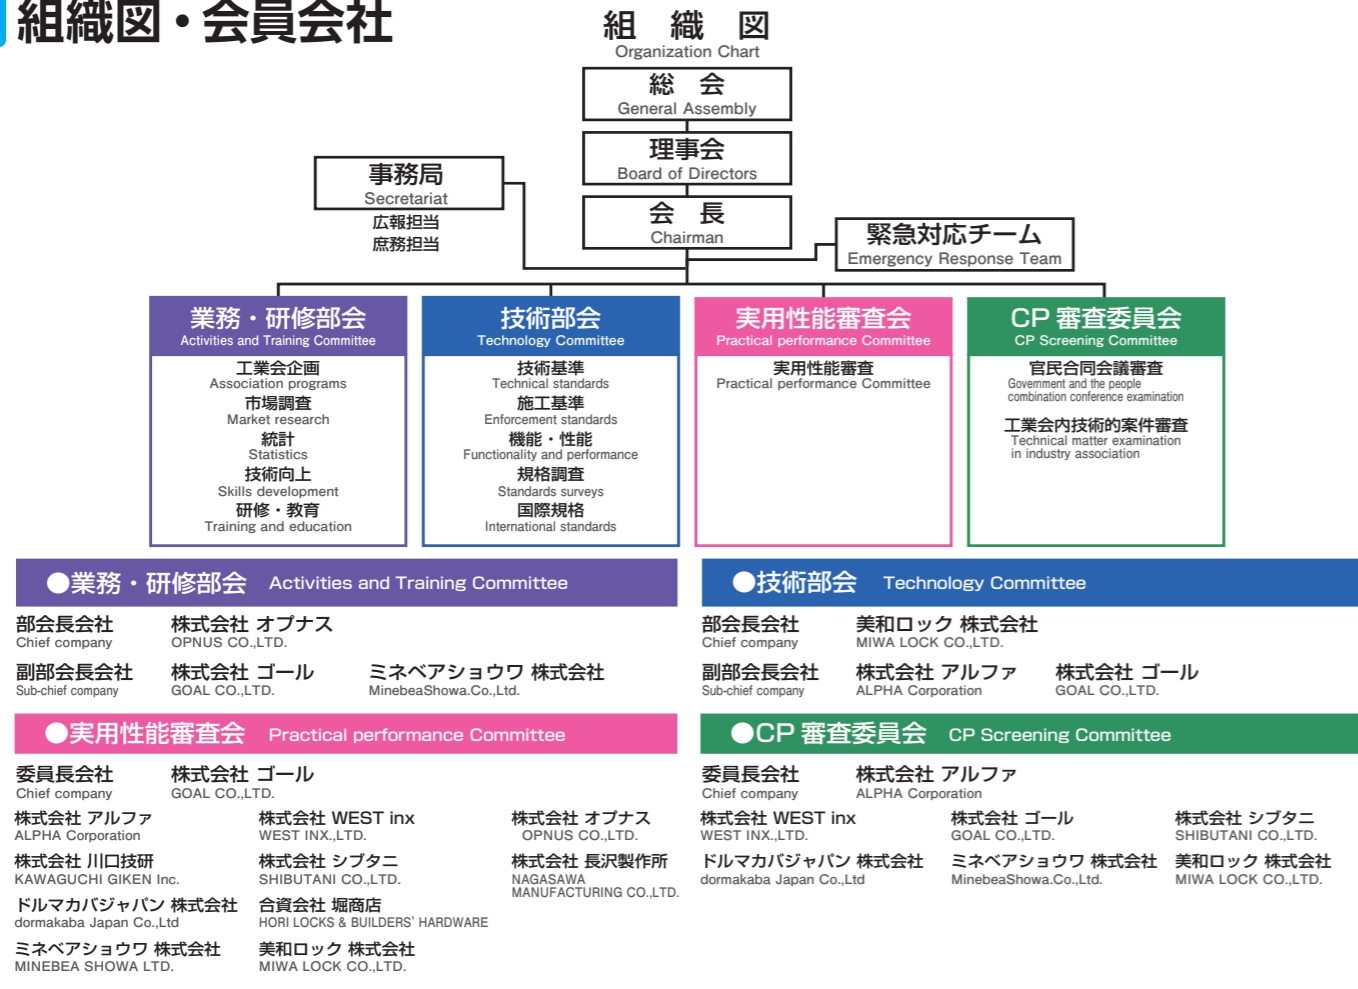 組織図・会員会社
組 織 図
Organization Chart
総 会
General Assembly
理事会
Board of Directors
会 長
Chairman
事務局
Secretariat
広報担当
庶務担当
緊急対応チーム
Emergency Response Team
業務・研修部会
Activities and Training Committee
工業会企画
Association programs
市場調査
Market research
統計
Statistics
技術向上
Skills development
研修・教育
Training and education
技術部会
Technology Committee
技術基準
Technical standards
施工基準
Enforcement standards
機能・性能
Functionality and performance
規格調査
Standards surveys
国際規格
International standards
実用性能審査会
Practical performance Committee
実用性能審査
Practical performance Committee
CP 審査委員会
CP Screening Committee
官民合同会議審査
Government and the people
combination conference examination
工業会内技術的案件審査
Technical matter examination
in industry association
●業務・研修部会 Activities and Training Committee
部会長会社 株式会社 オプナス
Chief company OPNUS CO.,LTD.
副部会長会社 株式会社 ゴール ミネベアショウワ 株式会社
Sub-chief company GOAL CO.,LTD. MinebeaShowa.Co.,Ltd.
●技術部会 Technology Committee
部会長会社 美和ロック 株式会社
Chief company MIWA LOCK CO.,LTD.
副部会長会社 株式会社 アルファ 株式会社 ゴール
Sub-chief company ALPHA Corporation GOAL CO.,LTD.
●実用性能審査会 Practical performance Committee
委員長会社 株式会社 ゴール
Chief company GOAL CO.,LTD.
株式会社 アルファ 株式会社 WEST inx 株式会社 オプナス
ALPHA Corporation WEST INX.,LTD. OPNUS CO.,LTD.
株式会社 川口技研 株式会社 シブタニ 株式会社 長沢製作所
KAWAGUCHI GIKEN Inc. SHIBUTANI CO.,LTD. NAGASAWA
MANUFACTURING CO.,LTD.
ドルマカバジャパン 株式会社 合資会社 堀商店
dormakaba Japan Co.,Ltd HORI LOCKS & BUILDERS' HARDWARE
ミネベアショウワ 株式会社 美和ロック 株式会社
MINEBEA SHOWA LTD. MIWA LOCK CO.,LTD.
●CP 審査委員会 CP Screening Committee
委員長会社 株式会社 アルファ
Chief company ALPHA Corporation
株式会社 WEST inx 株式会社 ゴール 株式会社 シブタニ
WEST INX.,LTD. GOAL CO.,LTD. SHIBUTANI CO.,LTD.
ドルマカバジャパン 株式会社 ミネベアショウワ 株式会社 美和ロック 株式会社
dormakaba Japan Co.,Ltd MinebeaShowa.Co.,Ltd. MIWA LOCK CO.,LTD.